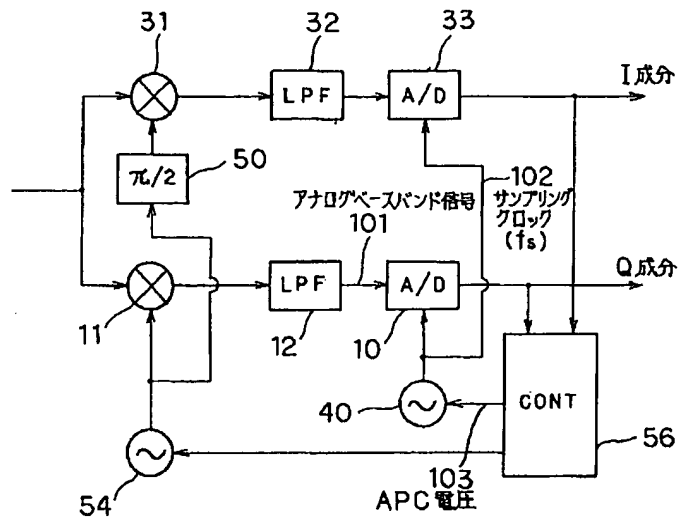 31
32
33
LPF
A/D
I成分
π/2
50
アナログベースバンド信号
101
102
サンプリング
クロック
(fs)
Q成分
LPF
A/D
11
12
10
40
CONT
56
54
103
APC電圧